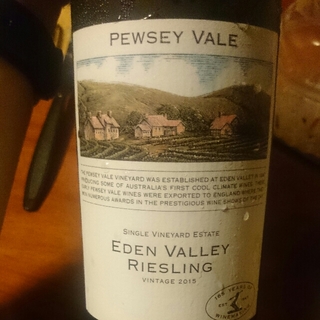 PEWSEY VALE
THE PEWSEY VALE VINEYARD WAS ESTABLISHED AT EDEN VALLEY IN
PRODUCING SOME OF AUSTRALIA'S FIRST COOL CLIMATE WINES. THESE
EARLY PEWSEY VALE WINES WERE EXPORTED TO ENGLAND WHERE THEY
NUMEROUS AWARDS IN THE PRESTIGIOUS WINE SHOWS OF THE
SINGLE VINEYARD ESTATE
EDEN VALLEY
RIESLING
VINTAGE 2015